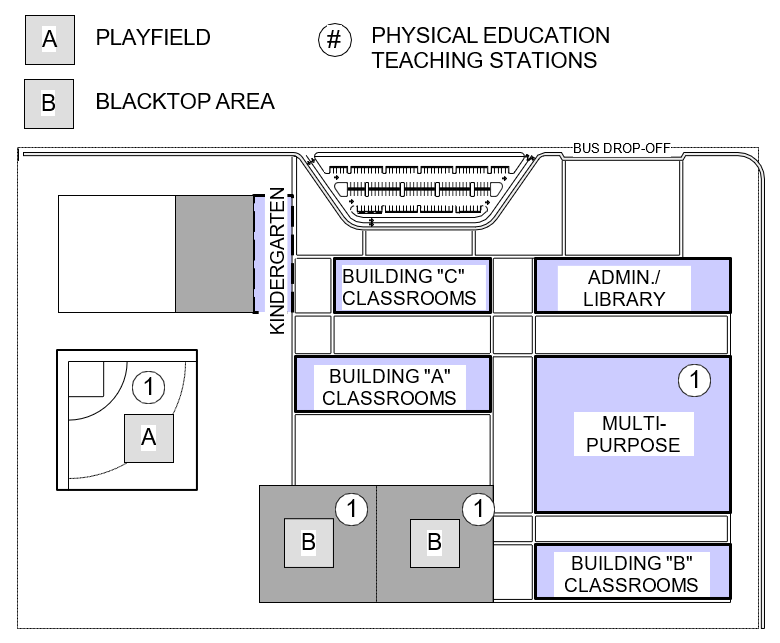 A PLAYFIELD
# PHYSICAL EDUCATION
TEACHING STATIONS
B BLACKTOP AREA
BUS DROP-OFF
KINDERGARTEN
BUILDING "C"
CLASSROOMS
ADMIN./
LIBRARY
BUILDING "A"
CLASSROOMS
1
1
A
MULTI-
PURPOSE
1
1
B
B
BUILDING "B"
CLASSROOMS